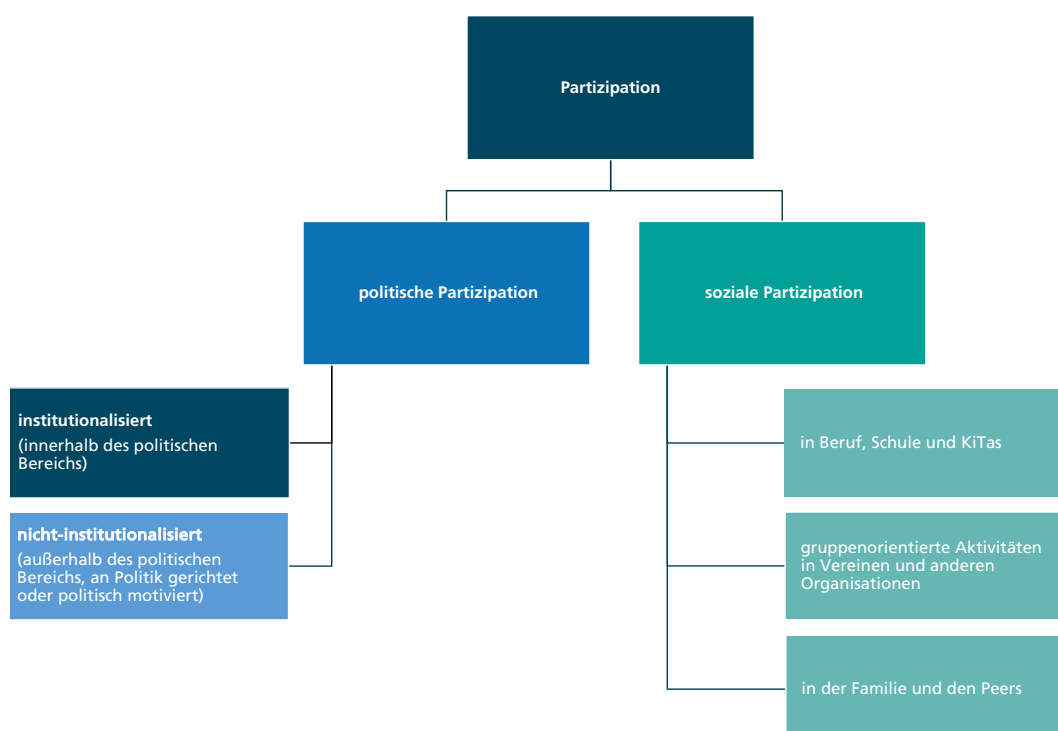 Partizipation
politische Partizipation
soziale Partizipation
institutionalisiert
(innerhalb des politischen
Bereichs)
nicht-institutionalisiert
(außerhalb des politischen
Bereichs, an Politik gerichtet
oder politisch motiviert)
in Beruf, Schule und KiTas
gruppenorientierte Aktivitäten
in Vereinen und anderen
Organisationen
in der Familie und den Peers